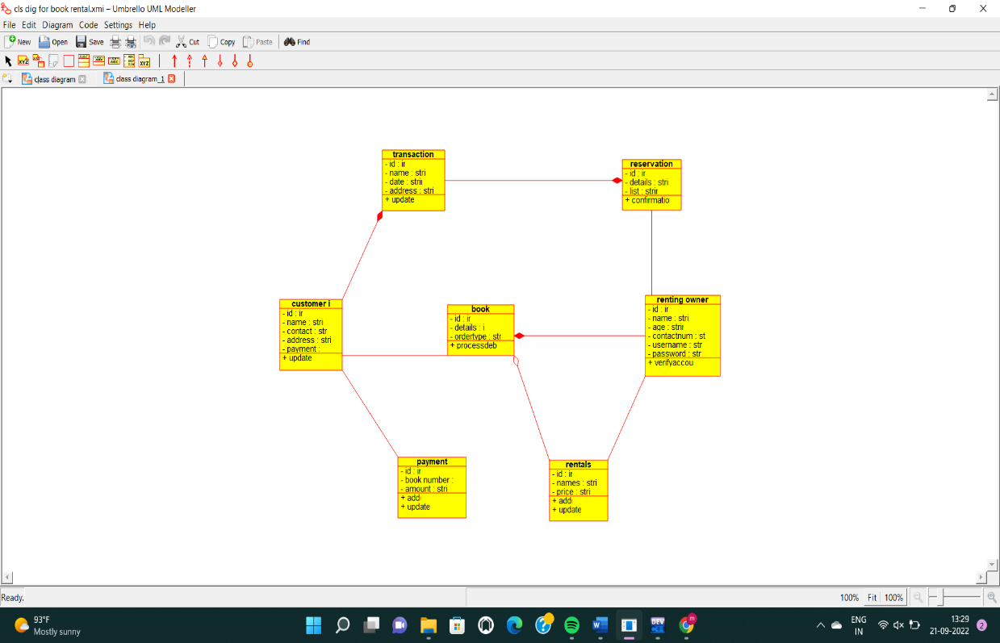 cls dig for book rental.xmi – Umbrello UML Modeller
File Edit Diagram Code Settings Help
New Open Save Cut Copy Paste Find
XYZ XYZ
class diagram class diagram_1
transaction
- id : ir
- name : stri
- date : strii
- address : stri
+ update
reservation
- id : ir
- details : stri
- list : strir
+ confirmatio
customer i
- id : ir
- name : stri
- contact : str
- address : stri
- payment :
+ update
book
- id : ir
- details : i
- ordertype : str
+ processdeb
renting owner
- id : ir
- name : stri
- age : strir
- contactnum : st
- username : str
- password : str
+ verifyaccou
payment
- id : ir
- book number :
- amount : stri
+ add
+ update
rentals
- id : ir
- names : stri
- price : stri
+ add
+ update
Ready.
100% Fit 100%
93°F
Mostly sunny
W
DEV
m
ENG
IN
13:29
21-09-2022
2